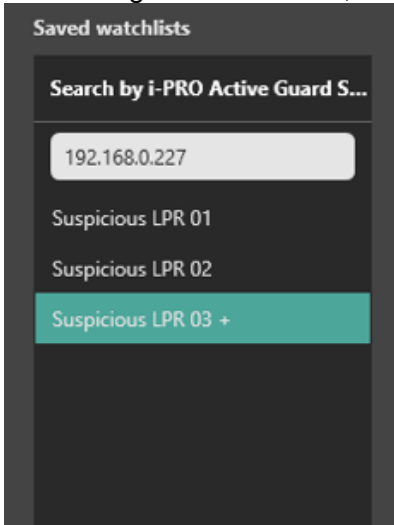 Saved watchlists
Search by i-PRO Active Guard S...
192.168.0.227
Suspicious LPR 01
Suspicious LPR 02
Suspicious LPR 03 +